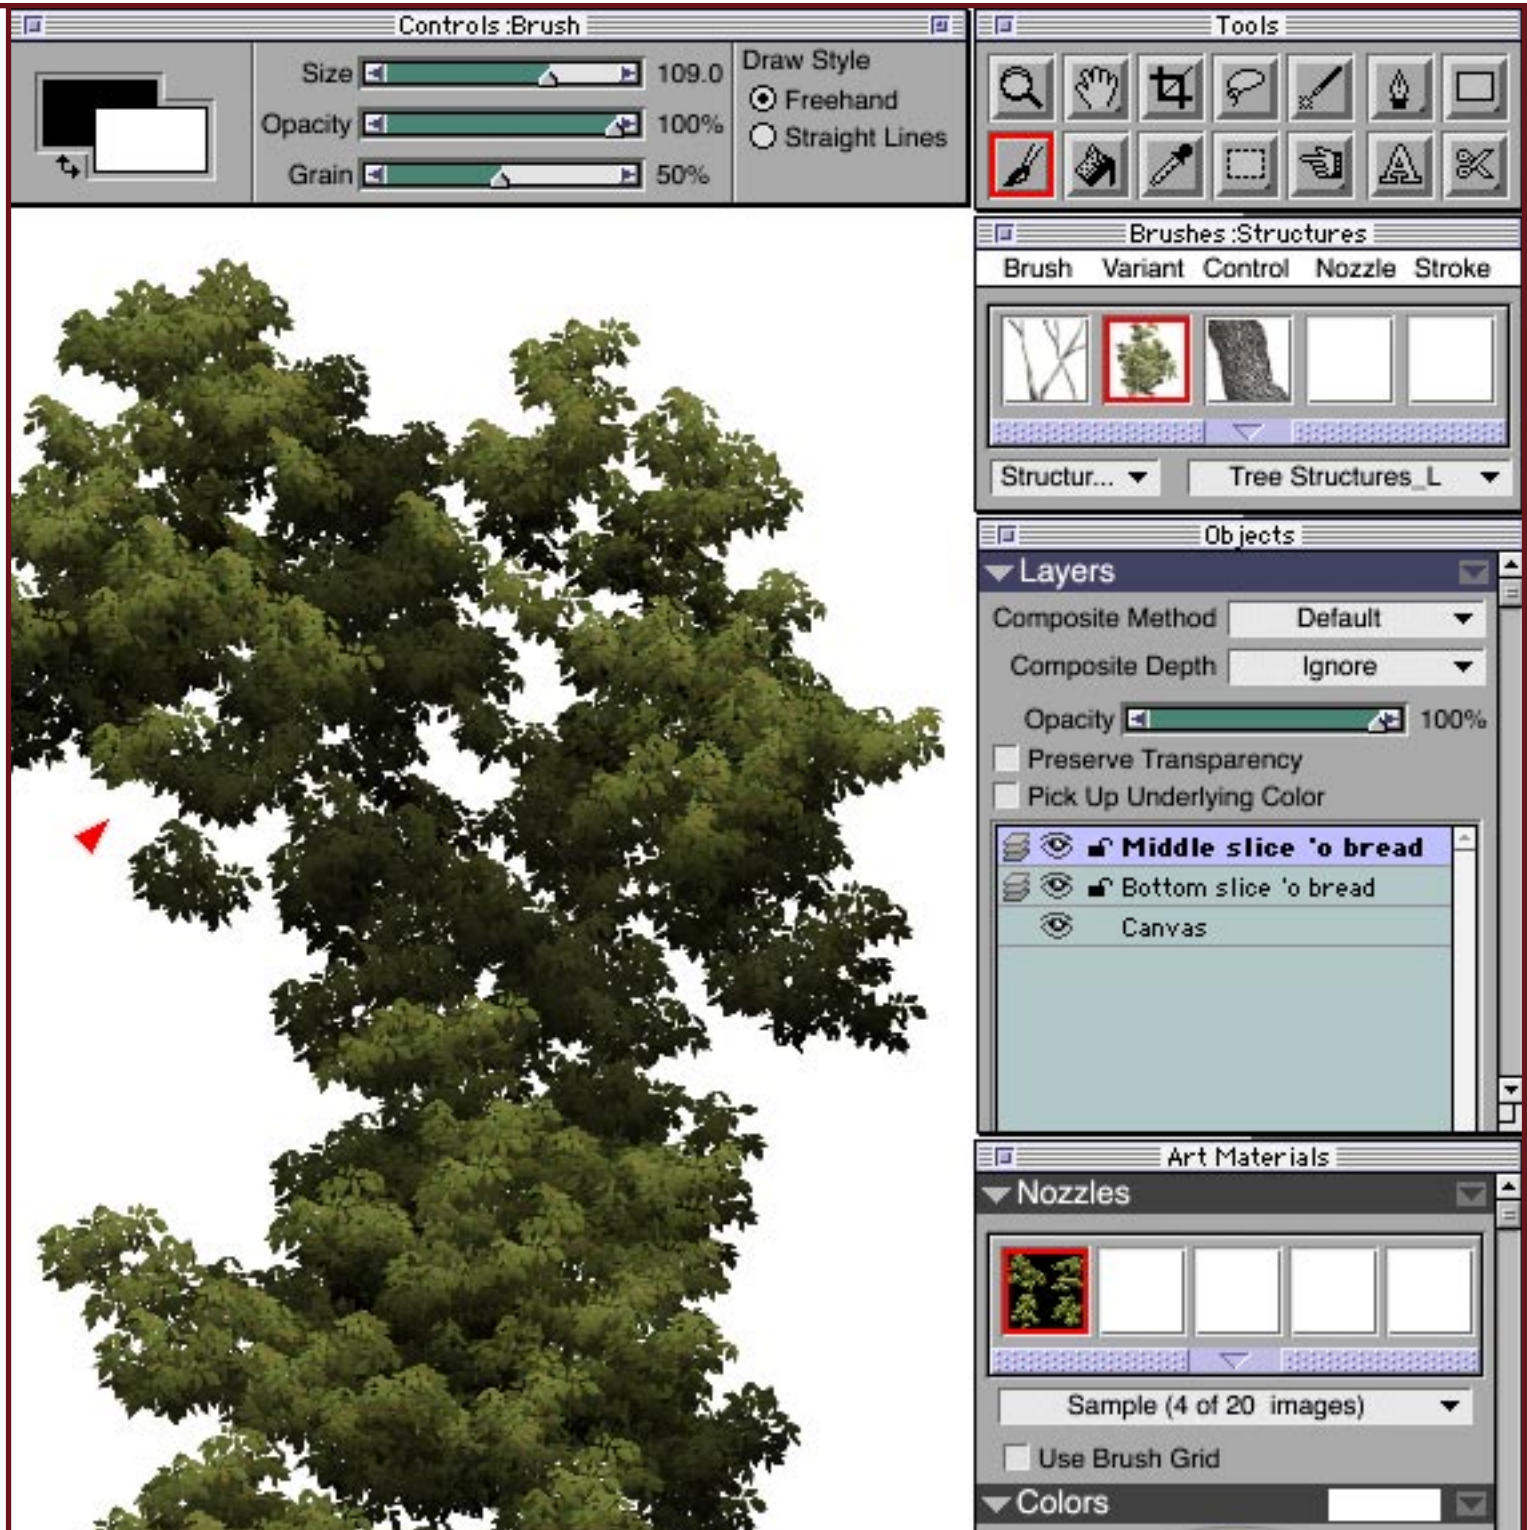 Controls :Brush
Size 109.0
Opacity 100%
Grain 50%
Draw Style
Freehand
Straight Lines
Tools
Brushes :Structures
Brush Variant Control Nozzle Stroke
Structur... Tree Structures_L
Objects
Layers
Composite Method Default
Composite Depth Ignore
Opacity 100%
Preserve Transparency
Pick Up Underlying Color
Middle slice 'o bread
Bottom slice 'o bread
Canvas
Art Materials
Nozzles
Sample (4 of 20 images)
Use Brush Grid
Colors